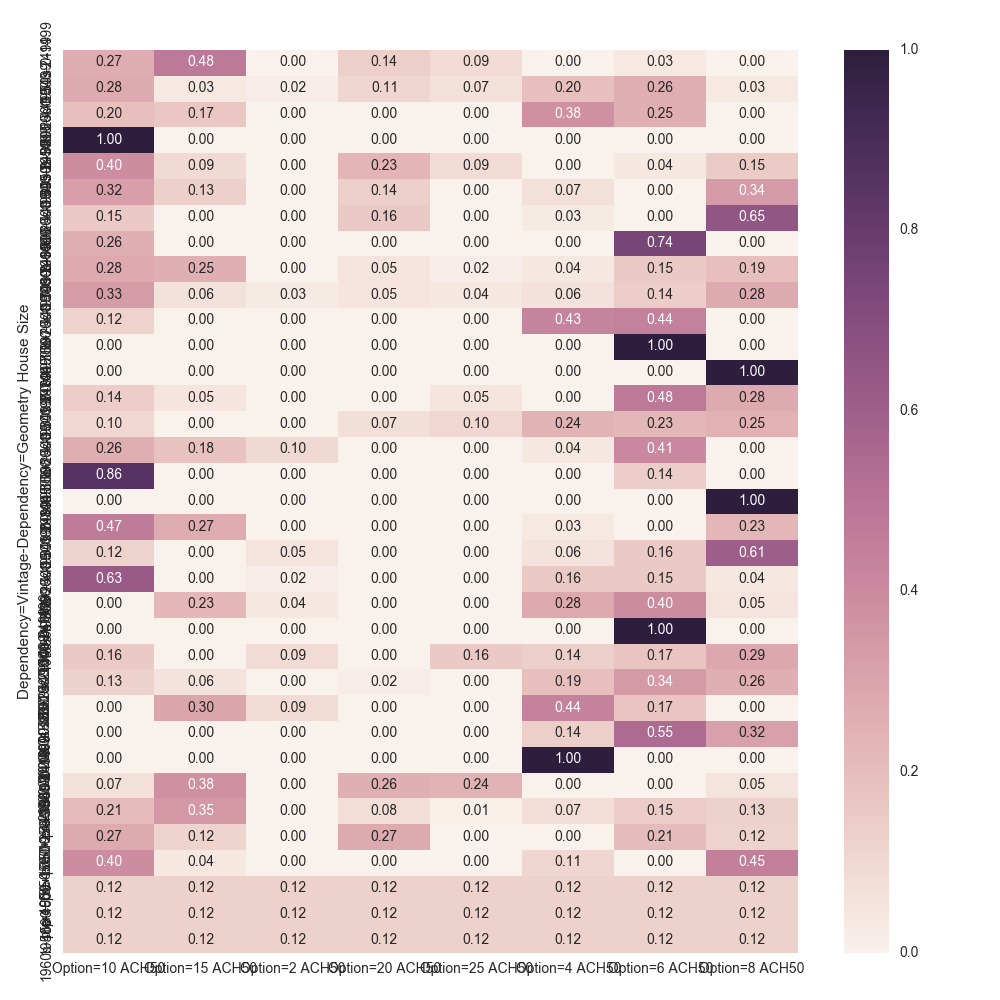 0.27 0.48 0.00 0.14 0.09 0.00 0.03 0.00
0.28 0.03 0.02 0.11 0.07 0.20 0.26 0.03
0.20 0.17 0.00 0.00 0.00 0.38 0.25 0.00
1.00 0.00 0.00 0.00 0.00 0.00 0.00 0.00
0.40 0.09 0.00 0.23 0.09 0.00 0.04 0.15
0.32 0.13 0.00 0.14 0.00 0.07 0.00 0.34
0.15 0.00 0.00 0.16 0.00 0.03 0.00 0.65
0.26 0.00 0.00 0.00 0.00 0.00 0.74 0.00
0.28 0.25 0.00 0.05 0.02 0.04 0.15 0.19
0.33 0.06 0.03 0.05 0.04 0.06 0.14 0.28
0.12 0.00 0.00 0.00 0.00 0.43 0.44 0.00
0.00 0.00 0.00 0.00 0.00 0.00 1.00 0.00
0.00 0.00 0.00 0.00 0.00 0.00 0.00 1.00
0.14 0.05 0.00 0.00 0.05 0.00 0.48 0.28
0.10 0.00 0.00 0.07 0.10 0.24 0.23 0.25
0.26 0.18 0.10 0.00 0.00 0.04 0.41 0.00
0.86 0.00 0.00 0.00 0.00 0.00 0.14 0.00
0.00 0.00 0.00 0.00 0.00 0.00 0.00 1.00
0.47 0.27 0.00 0.00 0.00 0.03 0.00 0.23
0.12 0.00 0.05 0.00 0.00 0.06 0.16 0.61
0.63 0.00 0.02 0.00 0.00 0.16 0.15 0.04
0.00 0.23 0.04 0.00 0.00 0.28 0.40 0.05
0.00 0.00 0.00 0.00 0.00 0.00 1.00 0.00
0.16 0.00 0.09 0.00 0.16 0.14 0.17 0.29
0.13 0.06 0.00 0.02 0.00 0.19 0.34 0.26
0.00 0.30 0.09 0.00 0.00 0.44 0.17 0.00
0.00 0.00 0.00 0.00 0.00 0.14 0.55 0.32
0.00 0.00 0.00 0.00 0.00 1.00 0.00 0.00
0.07 0.38 0.00 0.26 0.24 0.00 0.00 0.05
0.21 0.35 0.00 0.08 0.01 0.07 0.15 0.13
0.27 0.12 0.00 0.27 0.00 0.00 0.21 0.12
0.40 0.04 0.00 0.00 0.00 0.11 0.00 0.45
0.12 0.12 0.12 0.12 0.12 0.12 0.12 0.12
0.12 0.12 0.12 0.12 0.12 0.12 0.12 0.12
0.12 0.12 0.12 0.12 0.12 0.12 0.12 0.12
Option=10 ACH50 Option=15 ACH50 Option=2 ACH50 Option=20 ACH50 Option=25 ACH50 Option=4 ACH50 Option=6 ACH50 Option=8 ACH50
Dependency=Vintage-Dependency=Geometry House Size
1.0
0.8
0.6
0.4
0.2
0.0